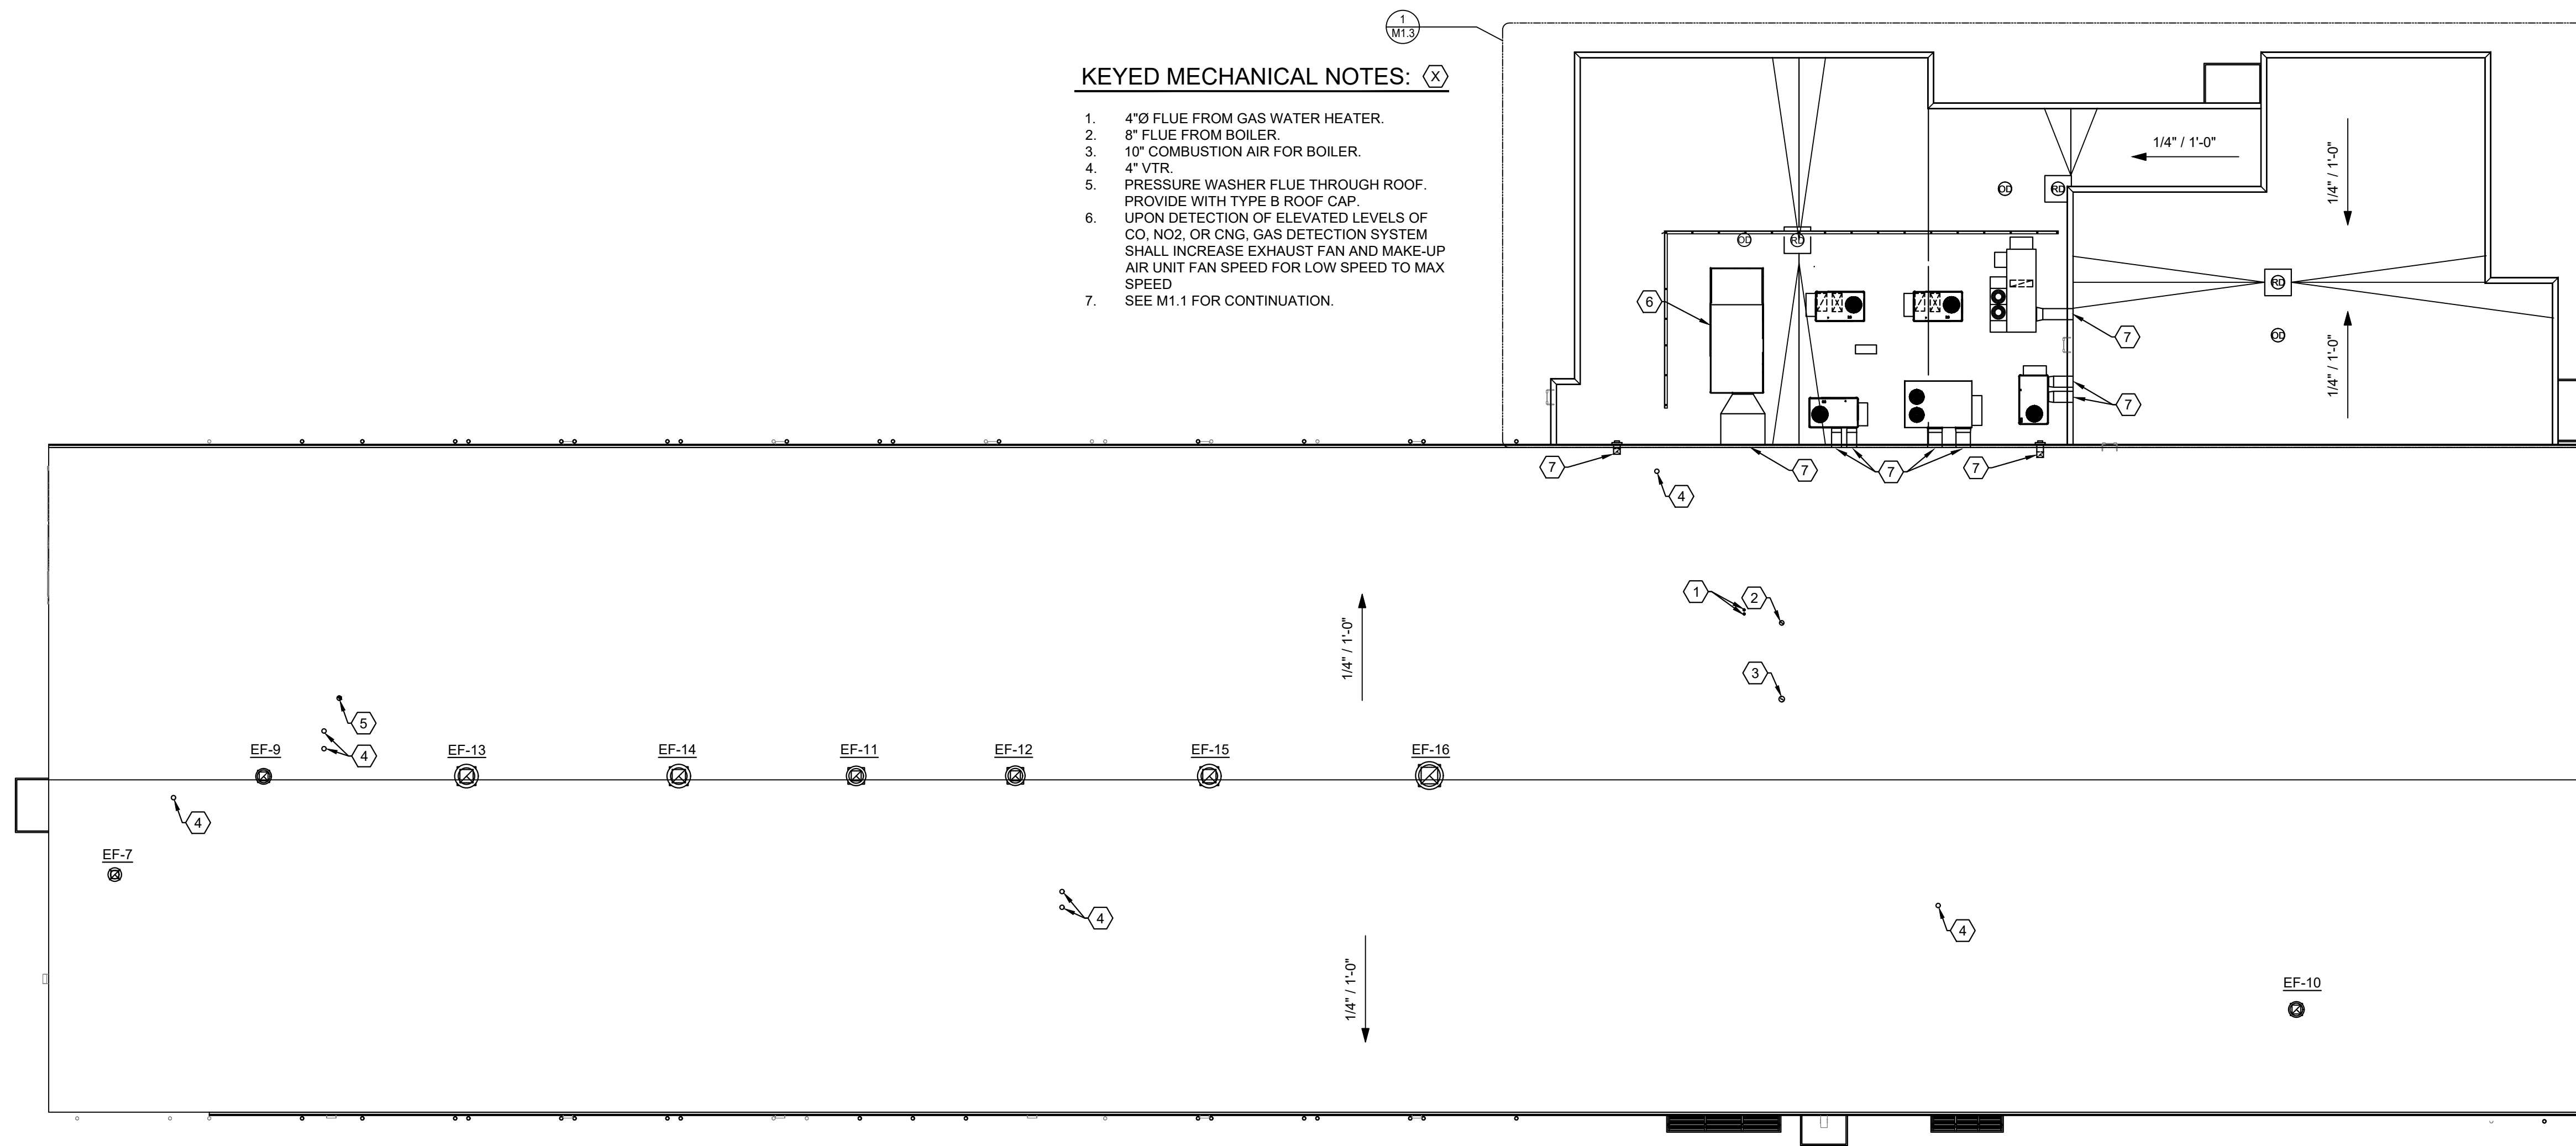 1
M1.3
KEYED MECHANICAL NOTES: X
1. 4"Ø FLUE FROM GAS WATER HEATER.
2. 8" FLUE FROM BOILER.
3. 10" COMBUSTION AIR FOR BOILER.
4. 4" VTR.
5. PRESSURE WASHER FLUE THROUGH ROOF.
PROVIDE WITH TYPE B ROOF CAP.
6. UPON DETECTION OF ELEVATED LEVELS OF
CO, NO2, OR CNG, GAS DETECTION SYSTEM
SHALL INCREASE EXHAUST FAN AND MAKE-UP
AIR UNIT FAN SPEED FOR LOW SPEED TO MAX
SPEED
7. SEE M1.1 FOR CONTINUATION.
1/4" / 1'-0"
1/4" / 1'-0"
OD
RD
OD
RD
RD
OD
1/4" / 1'-0"
6
7
7
7
7
7
7
4
1
2
3
1/4" / 1'-0"
5
4
EF-9
EF-13
EF-14
EF-11
EF-12
EF-15
EF-16
4
EF-7
4
4
1/4" / 1'-0"
EF-10